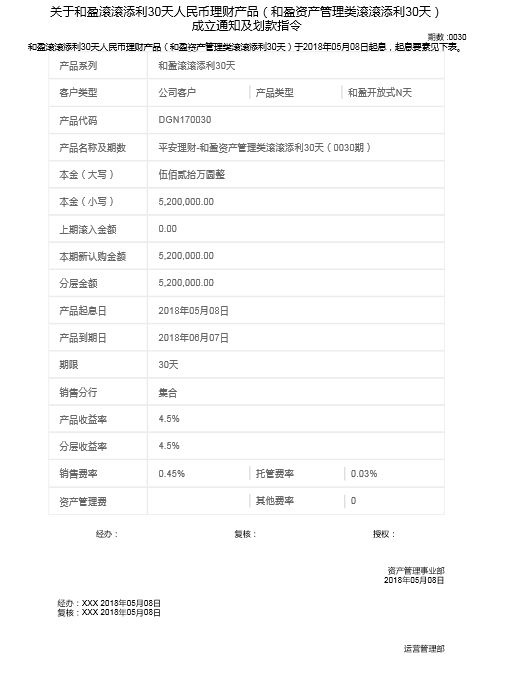 关于和盈滚滚添利30天人民币理财产品（和盈资产管理类滚滚添利30天）
成立通知及划款指令
期数:0030
和盈滚滚添利30天人民币理财产品（和盈资产管理类滚滚添利30天）于2018年05月08日起息，起息要素见下表。
产品系列 和盈滚滚添利30天
客户类型 公司客户 产品类型 和盈开放式N天
产品代码 DGN170030
产品名称及期数 平安理财-和盈资产管理类滚滚添利30天（0030期）
本金（大写） 伍佰贰拾万圆整
本金（小写） 5,200,000.00
上期滚入金额 0.00
本期新认购金额 5,200,000.00
分层金额 5,200,000.00
产品起息日 2018年05月08日
产品到期日 2018年06月07日
期限 30天
销售分行 集合
产品收益率 4.5%
分层收益率 4.5%
销售费率 0.45% 托管费率 0.03%
资产管理费 其他费率 0
经办： 复核： 授权：
资产管理事业部
2018年05月08日
经办：XXX 2018年05月08日
复核：XXX 2018年05月08日
运营管理部